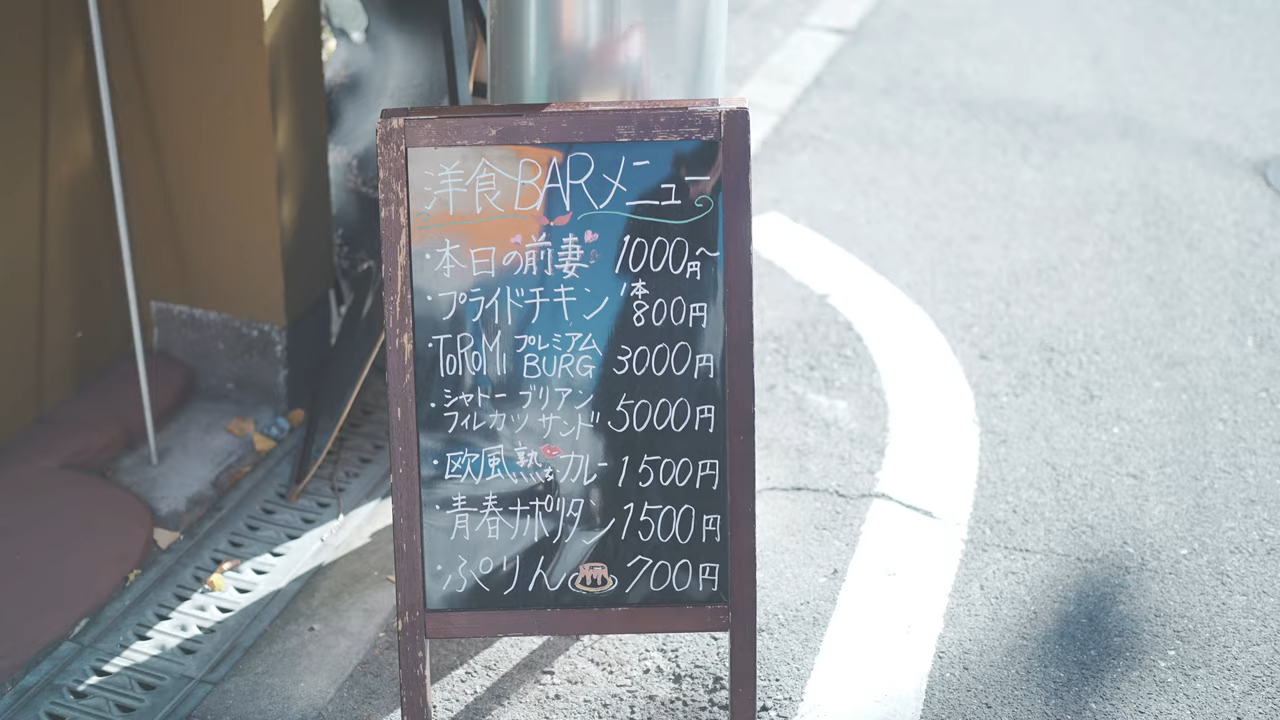 洋食BARメニュー
・本日の前妻 1000円〜
・プライドチキン 1本 800円
・ToRoMi プレミアム BURG 3000円
・シャトーブリアン
フィレカツサンド 5000円
・欧風熟女カレー 1500円
・青春ナポリタン 1500円
・ぷりん 700円